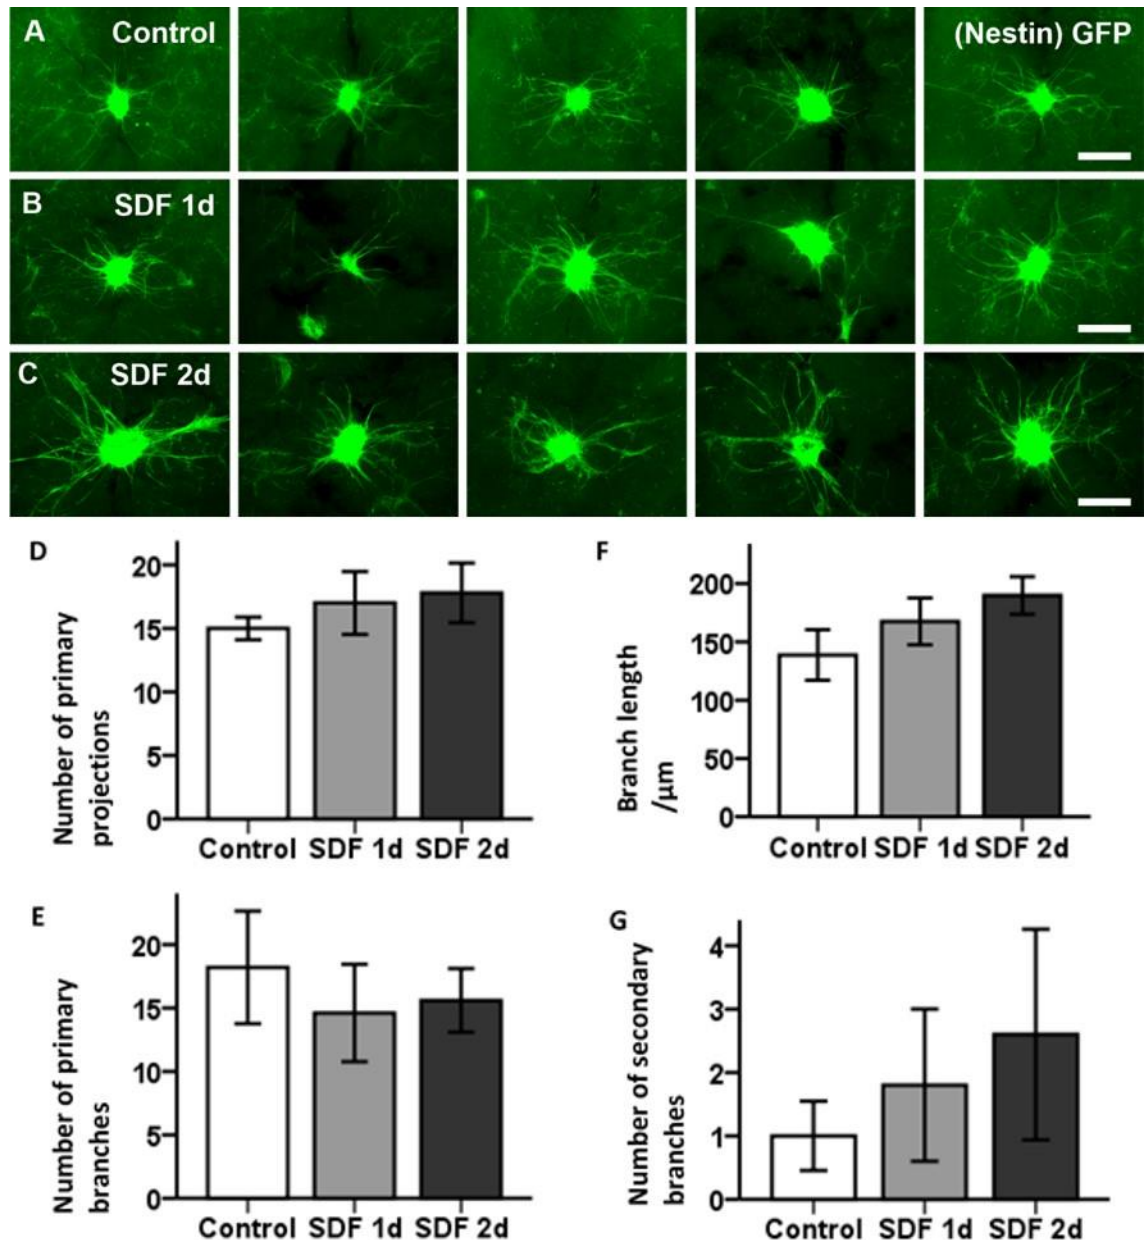 A Control (Nestin) GFP
B SDF 1d
C SDF 2d
D
Number of primary
projections
20
15
10
5
0
Control SDF 1d SDF 2d
F
Branch length
/µm
200
150
100
50
0
Control SDF 1d SDF 2d
E
Number of primary
branches
20
15
10
5
0
Control SDF 1d SDF 2d
G
Number of secondary
branches
4
3
2
1
0
Control SDF 1d SDF 2d